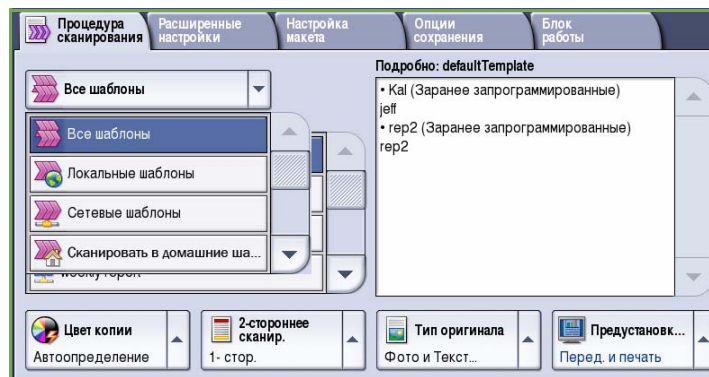 Процедура сканирования
Расширенные настройки
Настройка макета
Опции сохранения
Блок работы
Все шаблоны
Все шаблоны
Локальные шаблоны
Сетевые шаблоны
Сканировать в домашние ша...
weekly report
Подробно: defaultTemplate
• Kal (Заранее запрограммированные)
jeff
• rep2 (Заранее запрограммированные)
rep2
Цвет копии
Автоопределение
2-стороннее
сканир.
1- стор.
Тип оригинала
Фото и Текст...
Предустановк...
Перед. и печать